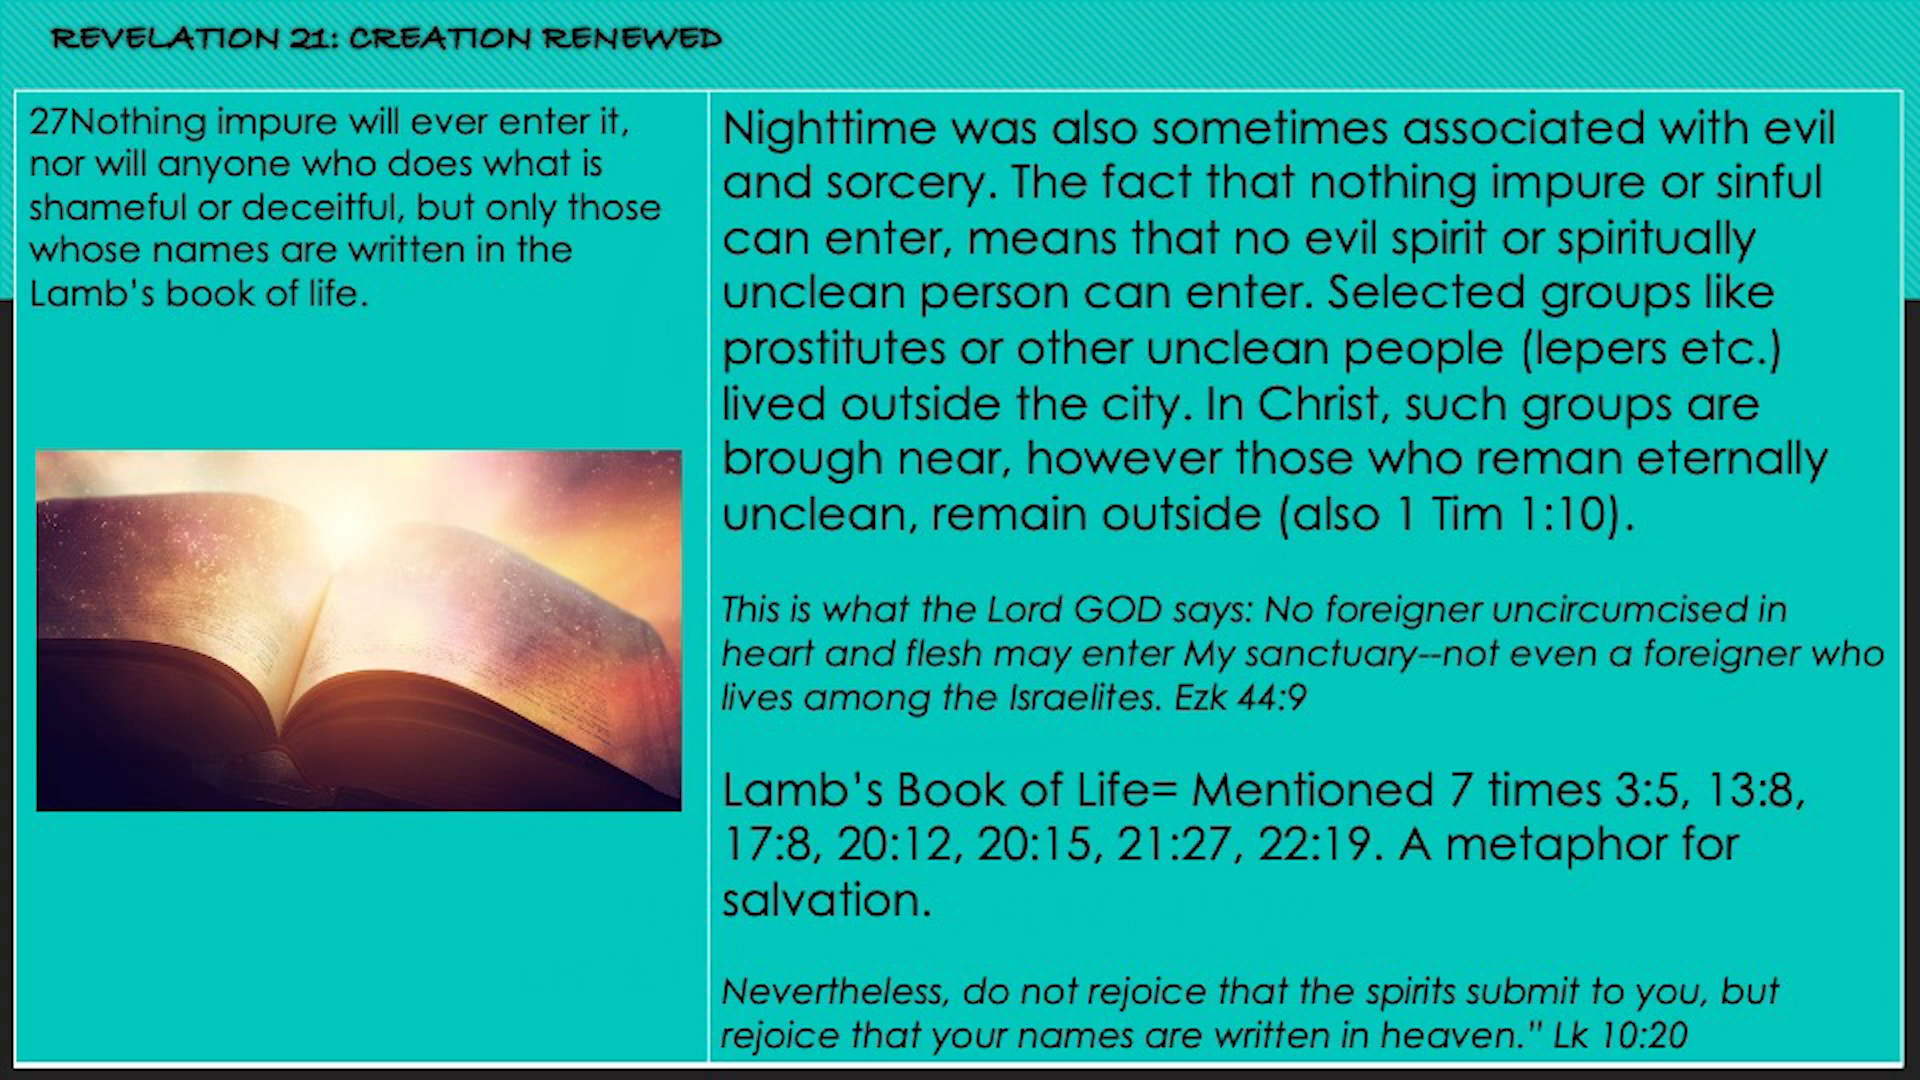 REVELATION 21: CREATION RENEWED
27Nothing impure will ever enter it,
nor will anyone who does what is
shameful or deceitful, but only those
whose names are written in the
Lamb's book of life.
Nighttime was also sometimes associated with evil
and sorcery. The fact that nothing impure or sinful
can enter, means that no evil spirit or spiritually
unclean person can enter. Selected groups like
prostitutes or other unclean people (lepers etc.)
lived outside the city. In Christ, such groups are
brough near, however those who reman eternally
unclean, remain outside (also 1 Tim 1:10).
This is what the Lord GOD says: No foreigner uncircumcised in
heart and flesh may enter My sanctuary--not even a foreigner who
lives among the Israelites. Ezk 44:9
Lamb's Book of Life= Mentioned 7 times 3:5, 13:8,
17:8, 20:12, 20:15, 21:27, 22:19. A metaphor for
salvation.
Nevertheless, do not rejoice that the spirits submit to you, but
rejoice that your names are written in heaven." Lk 10:20